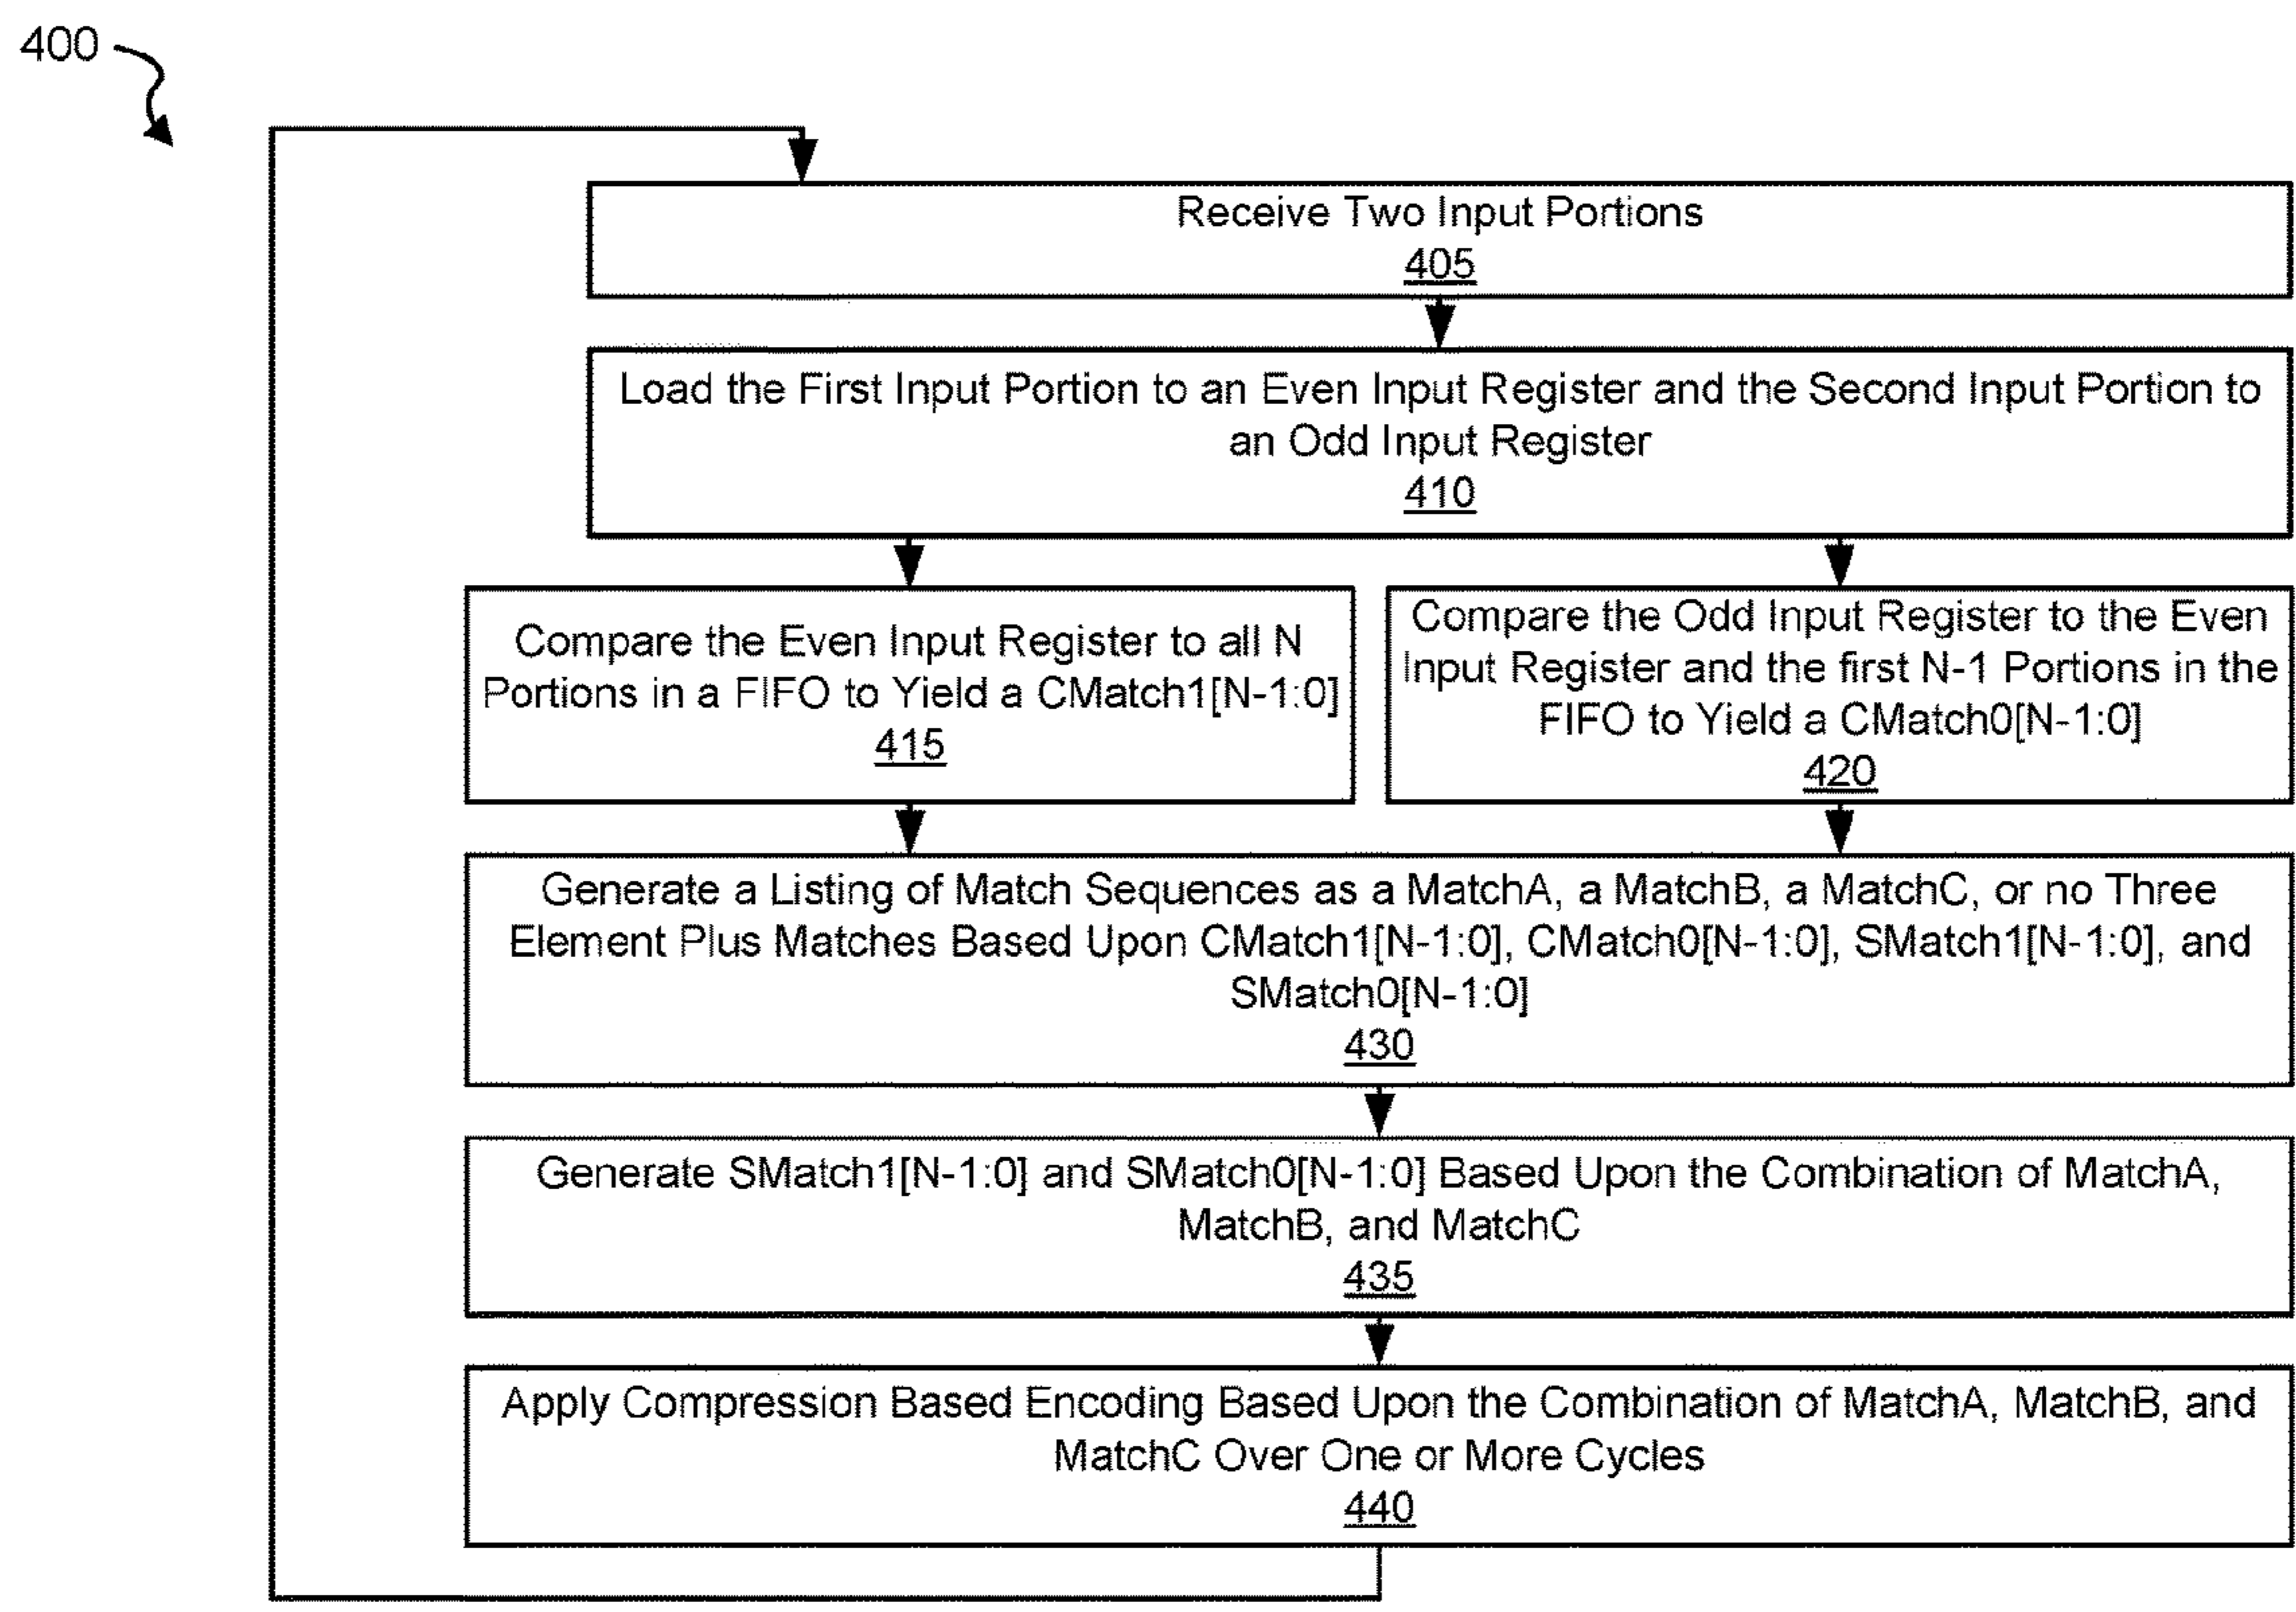 400
Receive Two Input Portions
405
Load the First Input Portion to an Even Input Register and the Second Input Portion to
an Odd Input Register
410
Compare the Even Input Register to all N
Portions in a FIFO to Yield a CMatch1[N-1:0]
415
Compare the Odd Input Register to the Even
Input Register and the first N-1 Portions in the
FIFO to Yield a CMatch0[N-1:0]
420
Generate a Listing of Match Sequences as a MatchA, a MatchB, a MatchC, or no Three
Element Plus Matches Based Upon CMatch1[N-1:0], CMatch0[N-1:0], SMatch1[N-1:0], and
SMatch0[N-1:0]
430
Generate SMatch1[N-1:0] and SMatch0[N-1:0] Based Upon the Combination of MatchA,
MatchB, and MatchC
435
Apply Compression Based Encoding Based Upon the Combination of MatchA, MatchB, and
MatchC Over One or More Cycles
440